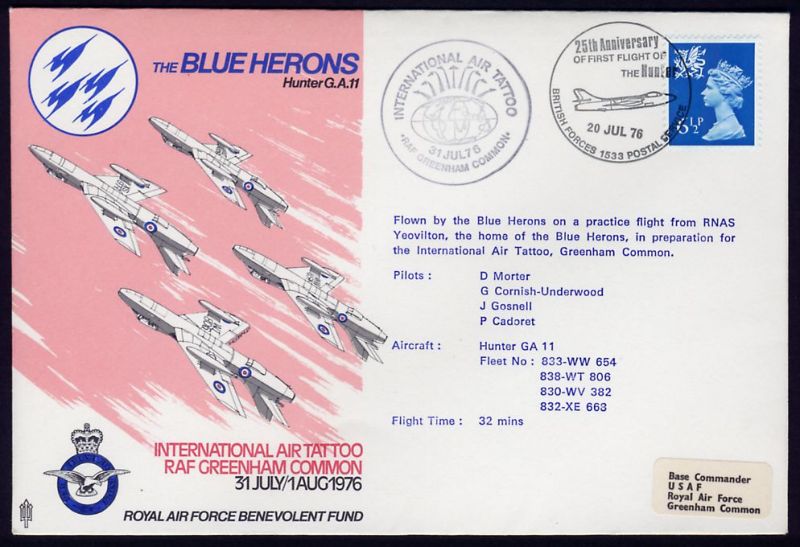 THE BLUE HERONS
Hunter G.A.11
INTERNATIONAL AIR TATTOO
31 JUL 76
• RAF GREENHAM COMMON •
25th Anniversary
OF FIRST FLIGHT OF
THE Hunter
20 JUL 76
BRITISH FORCES 1533 POSTAL SERVICE
6½P
Flown by the Blue Herons on a practice flight from RNAS
Yeovilton, the home of the Blue Herons, in preparation for
the International Air Tattoo, Greenham Common.
Pilots : D Morter
G Cornish-Underwood
J Gosnell
P Cadoret
Aircraft : Hunter GA 11
Fleet No : 833-WW 654
838-WT 806
830-WV 382
832-XE 663
Flight Time : 32 mins
INTERNATIONAL AIR TATTOO
RAF GREENHAM COMMON
31 JULY/1 AUG 1976
ROYAL AIR FORCE BENEVOLENT FUND
Base Commander
U S A F
Royal Air Force
Greenham Common